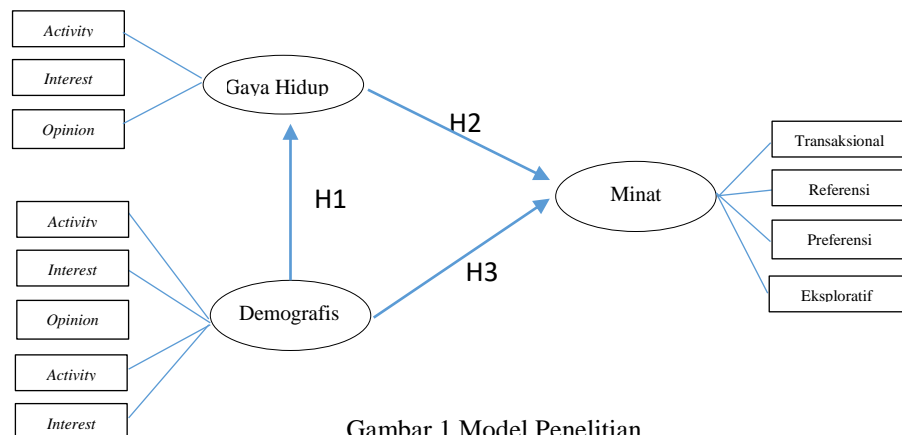 Activity
Interest
Opinion
Gaya Hidup
H2
Transaksional
Referensi
Preferensi
Eksploratif
Minat
H1
H3
Activity
Interest
Opinion
Activity
Interest
Demografis
Gambar 1 Model Penelitian